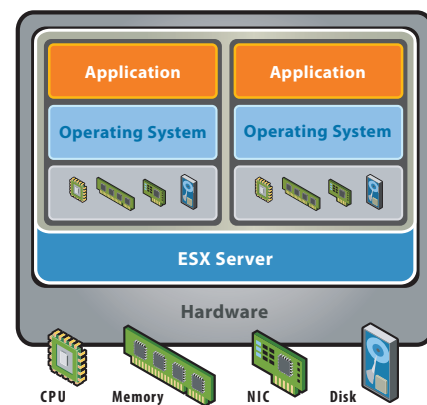 Application Application
Operating System Operating System
ESX Server
Hardware
CPU Memory NIC Disk